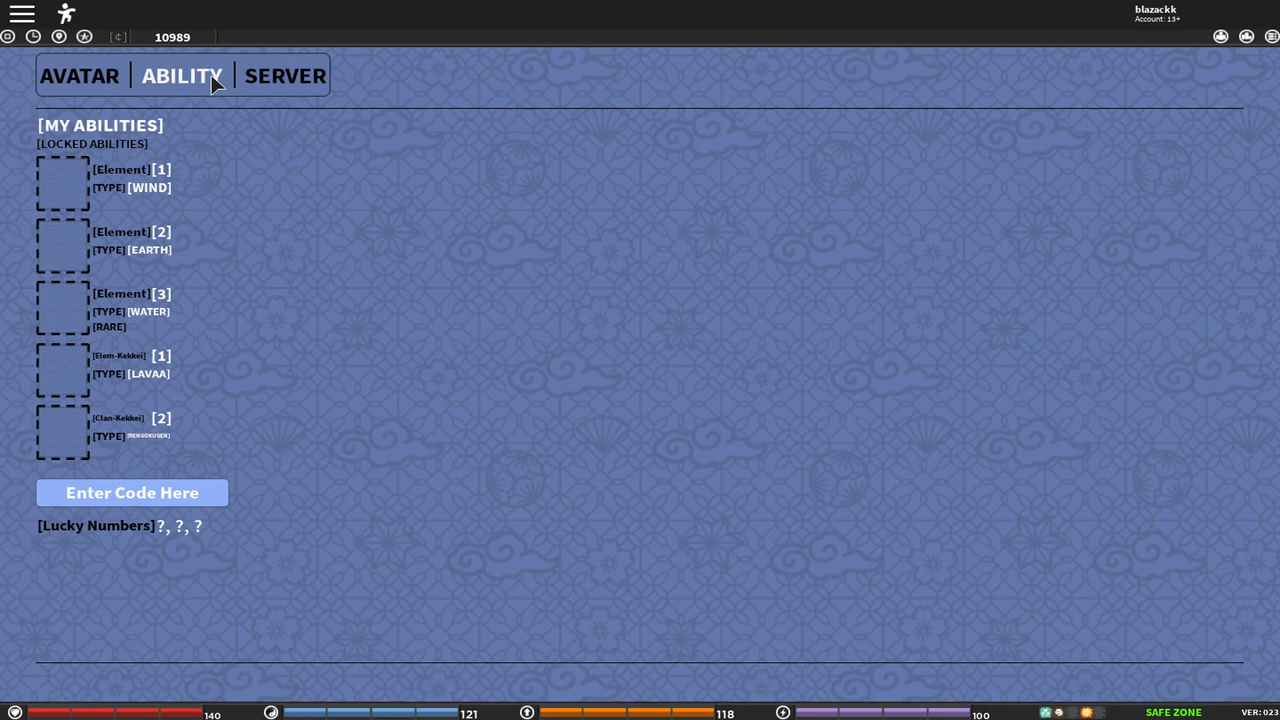 blazackk
Account: 13+
[¢] 10989
AVATAR | ABILITY | SERVER
[MY ABILITIES]
[LOCKED ABILITIES]
[Element] [1]
[TYPE] [WIND]
[Element] [2]
[TYPE] [EARTH]
[Element] [3]
[TYPE] [WATER]
[RARE]
[Elem-Kekkei] [1]
[TYPE] [LAVAA]
[Clan-Kekkei] [2]
[TYPE] [RENGOKUGEN]
Enter Code Here
[Lucky Numbers] ?, ?, ?
140 121 118 100 SAFE ZONE VER: 023